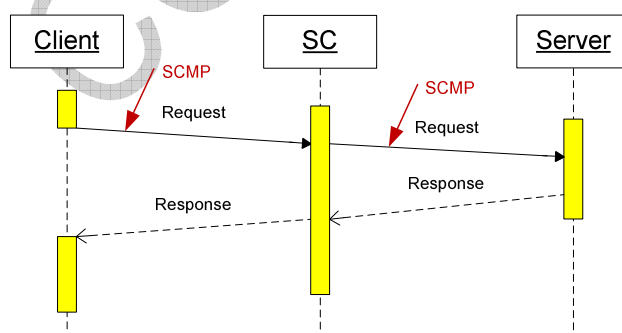 Client
SC
Server
SCMP
SCMP
Request
Request
Response
Response